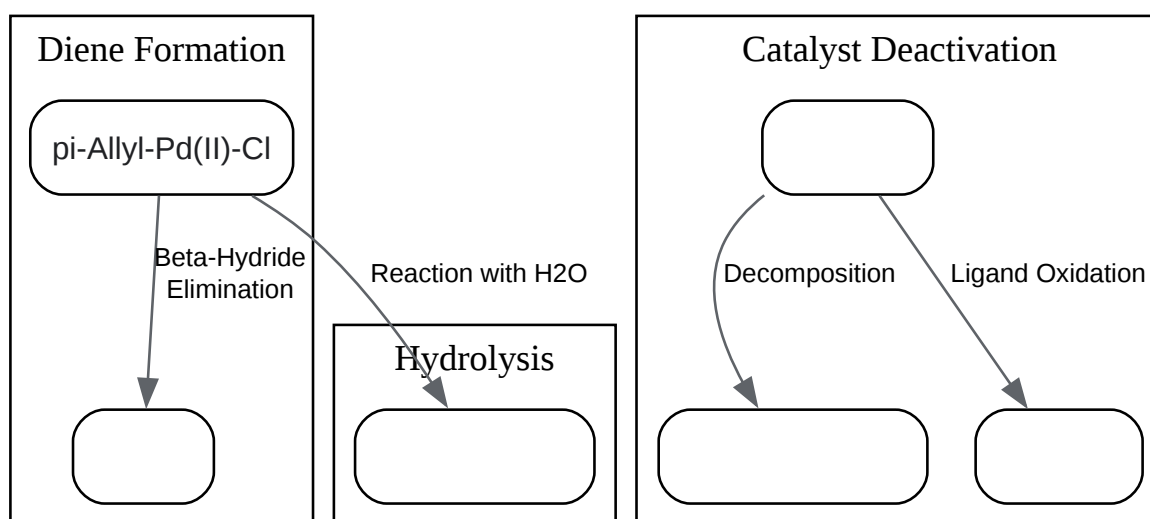 Diene Formation
Catalyst Deactivation
pi-Allyl-Pd(II)-Cl
Beta-Hydride
Elimination
Reaction with H2O
Decomposition
Ligand Oxidation
Hydrolysis